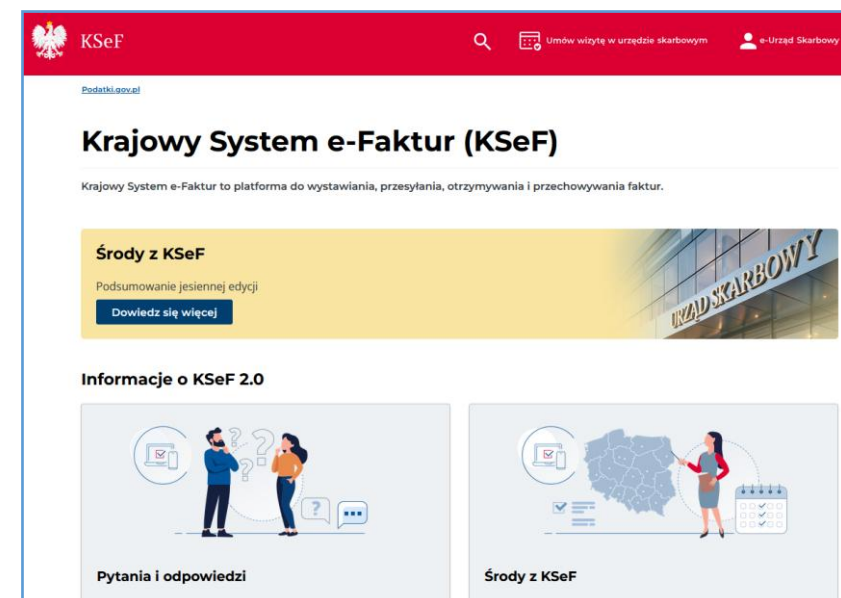 KSeF
Umów wizytę w urzędzie skarbowym
e-Urząd Skarbowy
Podatki.gov.pl
Krajowy System e-Faktur (KSeF)
Krajowy System e-Faktur to platforma do wystawiania, przesyłania, otrzymywania i przechowywania faktur.
Środy z KSeF
Podsumowanie jesiennej edycji
Dowiedz się więcej
URZĄD SKARBOWY
Informacje o KSeF 2.0
Pytania i odpowiedzi
Środy z KSeF